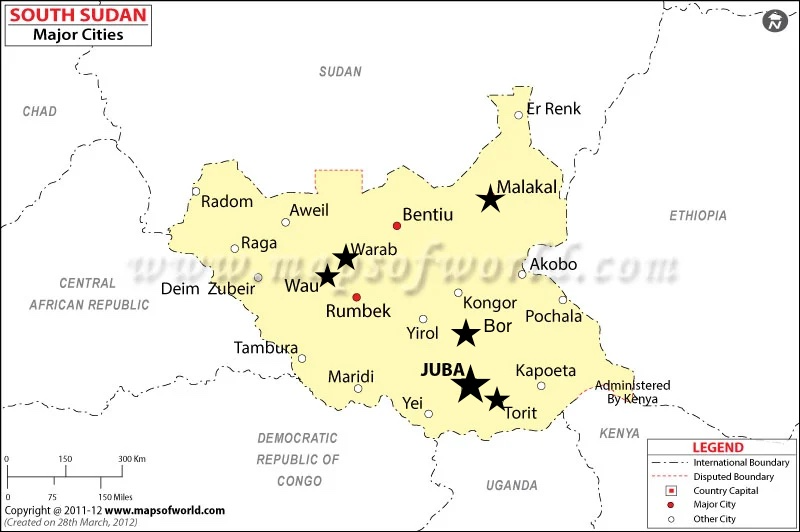 SOUTH SUDAN
Major Cities
N
SUDAN
CHAD
Er Renk
Malakal
Radom
Aweil
Bentiu
ETHIOPIA
Raga
Warab
www.mapsofworld.com
Akobo
CENTRAL
AFRICAN REPUBLIC
Deim Zubeir
Wau
Kongor
Rumbek
Pochala
Yirol
Bor
Tambura
JUBA
Kapoeta
Maridi
Administered
By Kenya
Yei
Torit
KENYA
DEMOCRATIC
REPUBLIC OF
CONGO
UGANDA
0 150 300 Km
0 75 150 Miles
Copyright @ 2011-12 www.mapsofworld.com
(Created on 28th March, 2012)
LEGEND
International Boundary
Disputed Boundary
Country Capital
Major City
Other City